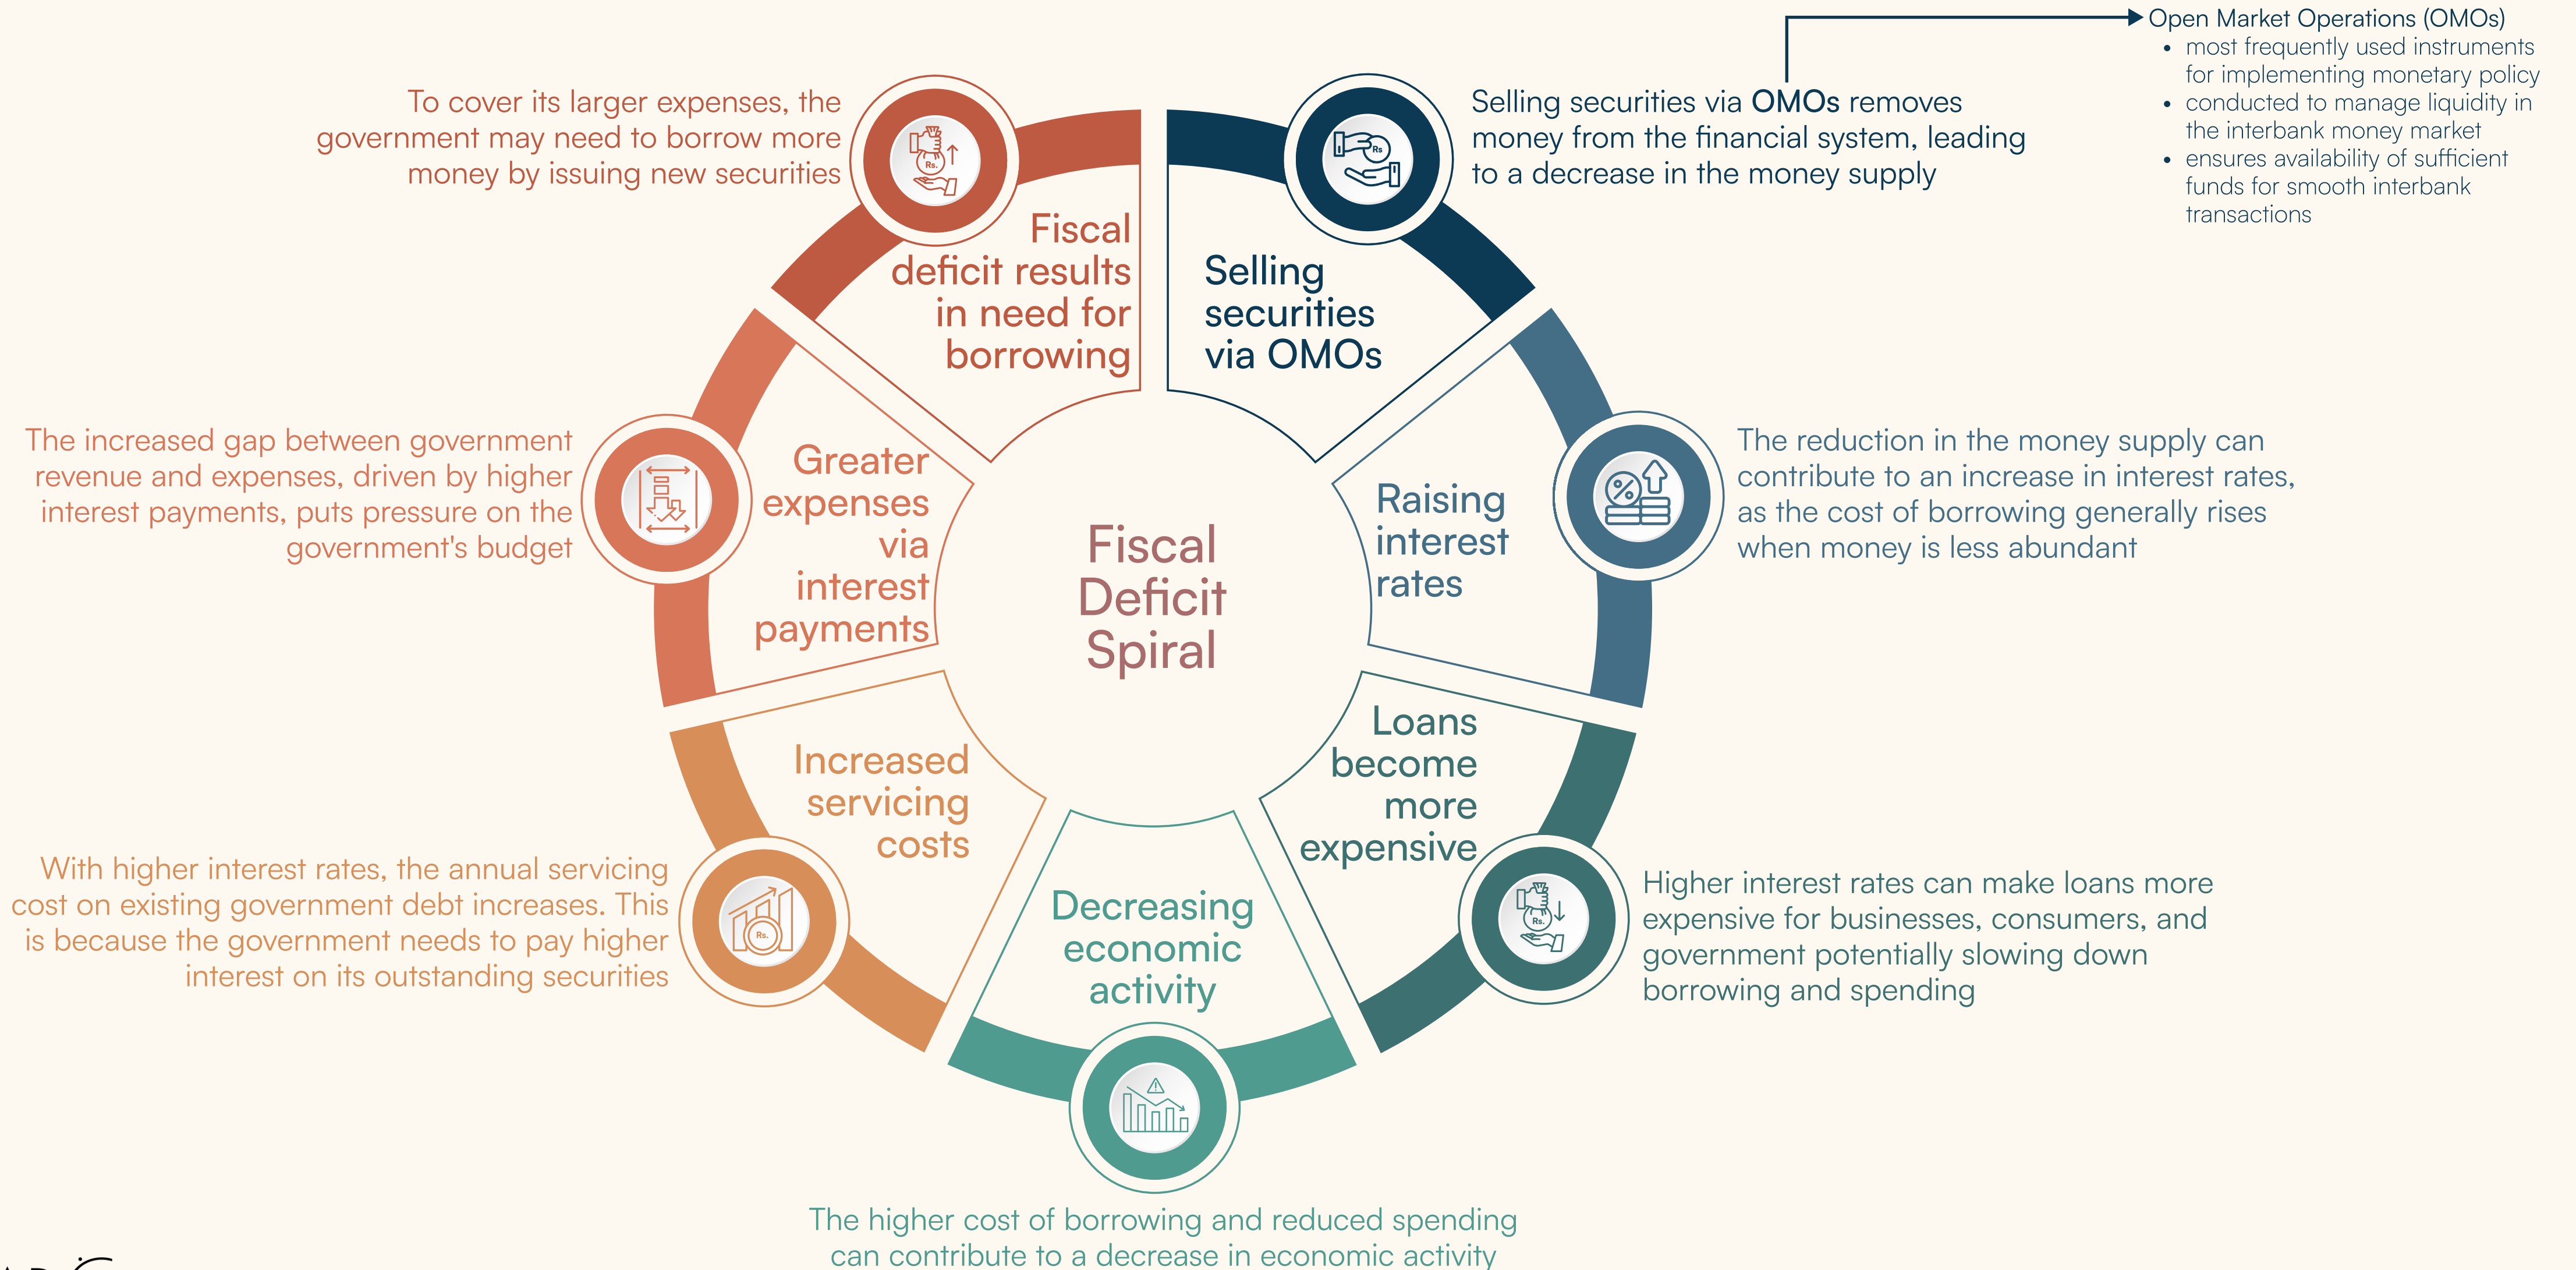 Open Market Operations (OMOs)
• most frequently used instruments
for implementing monetary policy
• conducted to manage liquidity in
the interbank money market
• ensures availability of sufficient
funds for smooth interbank
transactions
Selling securities via OMOs removes
money from the financial system, leading
to a decrease in the money supply
Selling
securities
via OMOs
Rs
The reduction in the money supply can
contribute to an increase in interest rates,
as the cost of borrowing generally rises
when money is less abundant
Raising
interest
rates
%
Higher interest rates can make loans more
expensive for businesses, consumers, and
government potentially slowing down
borrowing and spending
Loans
become
more
expensive
Rs.
Decreasing
economic
activity
The higher cost of borrowing and reduced spending
can contribute to a decrease in economic activity
Increased
servicing
costs
Rs.
With higher interest rates, the annual servicing
cost on existing government debt increases. This
is because the government needs to pay higher
interest on its outstanding securities
Greater
expenses
via
interest
payments
The increased gap between government
revenue and expenses, driven by higher
interest payments, puts pressure on the
government's budget
Fiscal
deficit results
in need for
borrowing
Rs.
To cover its larger expenses, the
government may need to borrow more
money by issuing new securities
Fiscal
Deficit
Spiral